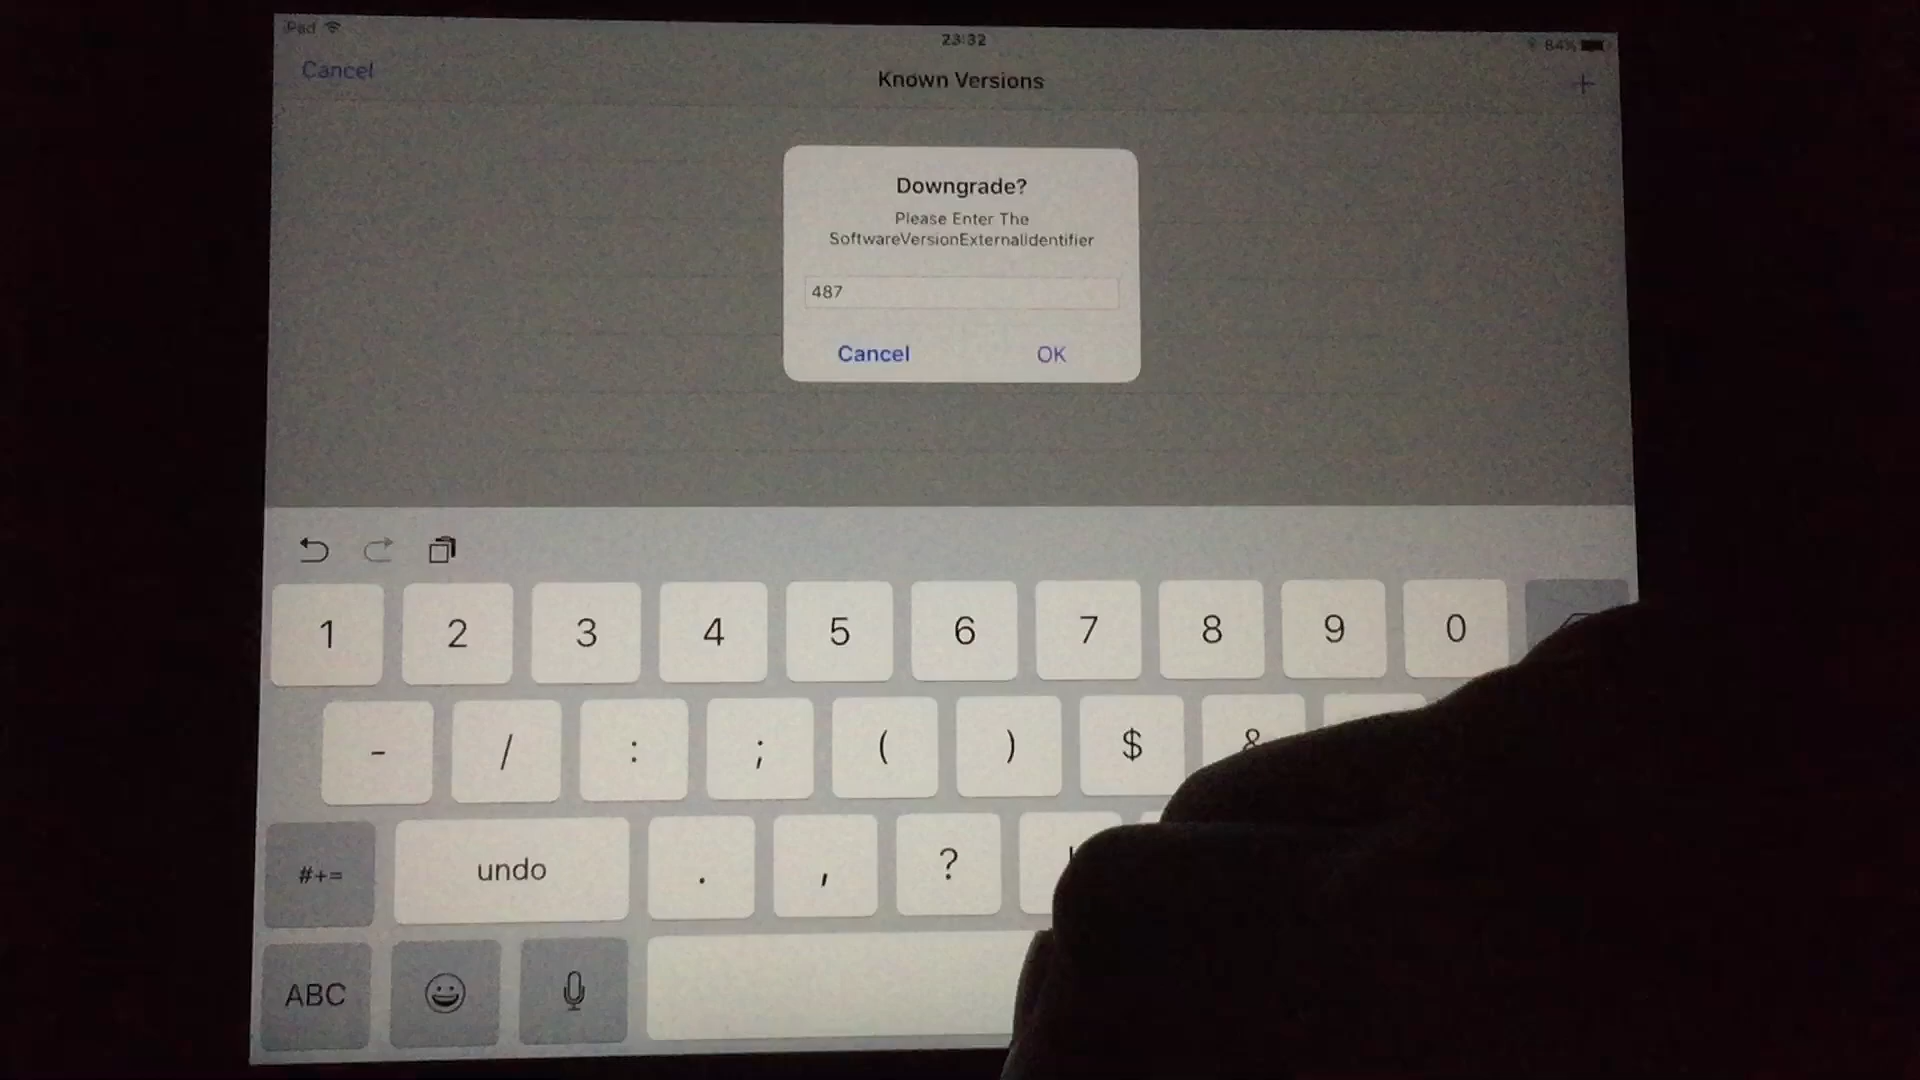 iPad
23:32
84%
Cancel
Known Versions
+
Downgrade?
Please Enter The
SoftwareVersionExternalIdentifier
487
Cancel
OK
1 2 3 4 5 6 7 8 9 0
- / : ; ( ) $ &
#+= undo . , ?
ABC